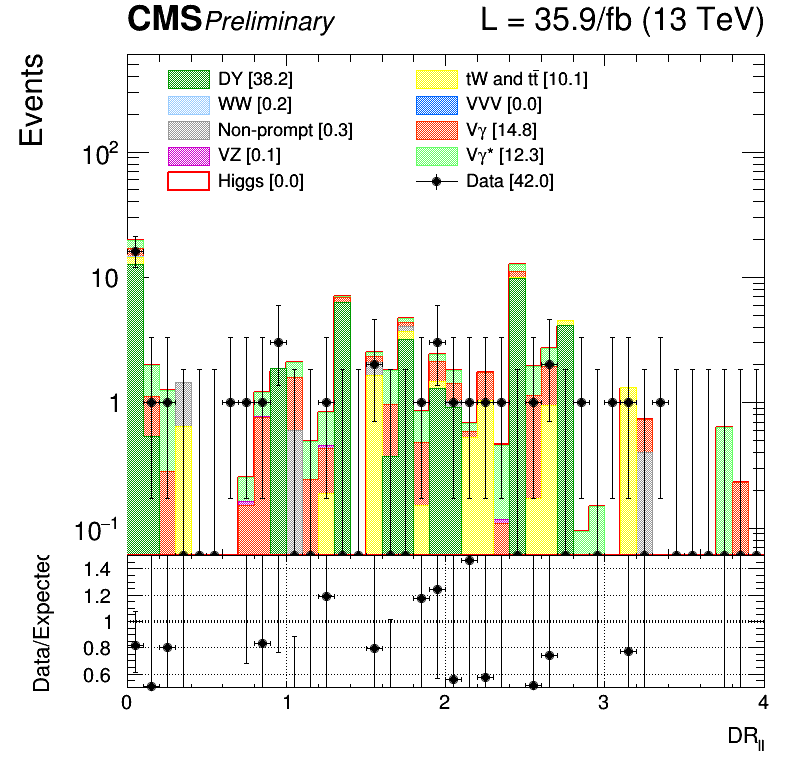 CMS Preliminary L = 35.9/fb (13 TeV)
Events
DY [38.2] tW and tt̄ [10.1]
WW [0.2] VVV [0.0]
Non-prompt [0.3] Vγ [14.8]
VZ [0.1] Vγ* [12.3]
Higgs [0.0] Data [42.0]
10²
10
1
10⁻¹
Data/Expected
1.4
1.2
1
0.8
0.6
0 1 2 3 4
DR_ll